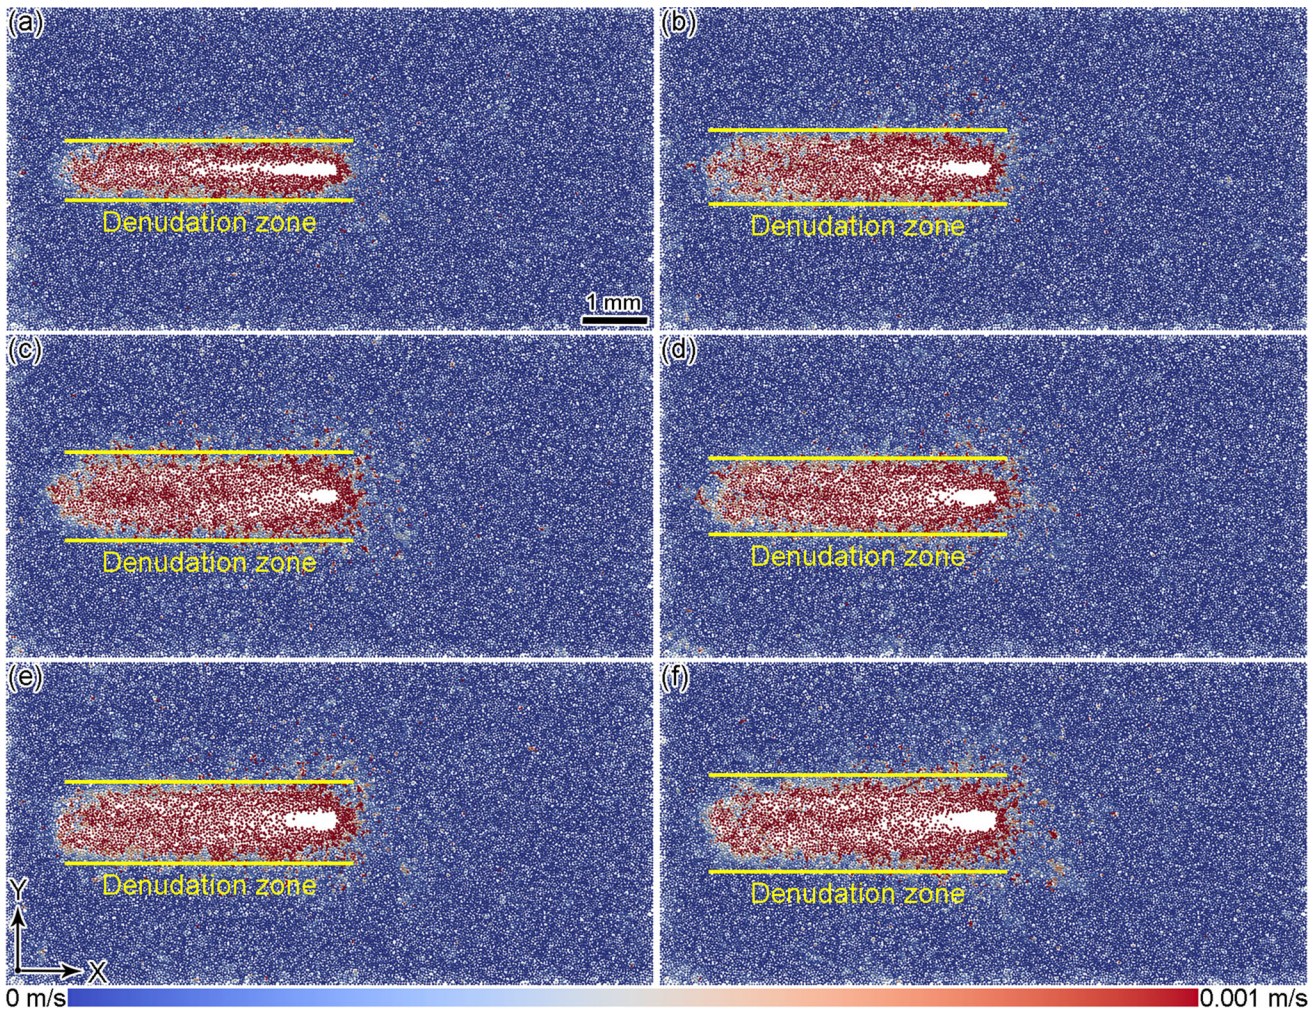 (a)
(b)
Denudation zone
Denudation zone
1 mm
(c)
(d)
Denudation zone
Denudation zone
(e)
(f)
Denudation zone
Denudation zone
Y
X
0 m/s
0.001 m/s